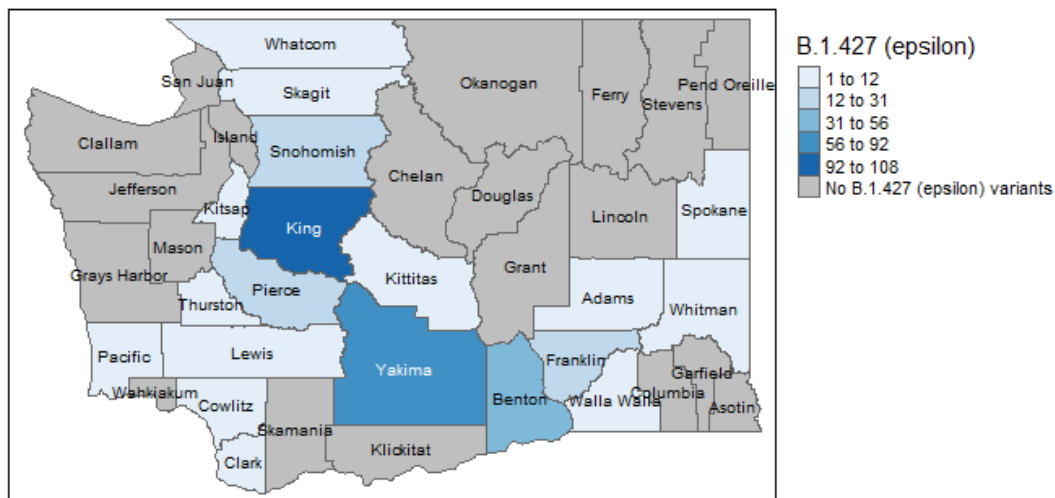 Whatcom
San Juan
Skagit
Okanogan
Ferry
Stevens
Pend Oreille
Clallam
Island
Snohomish
Chelan
Jefferson
Kitsap
Douglas
Lincoln
Spokane
King
Mason
Grays Harbor
Pierce
Kittitas
Grant
Thurston
Adams
Whitman
Pacific
Lewis
Yakima
Franklin
Garfield
Wahkiakum
Cowlitz
Benton
Walla Walla
Columbia
Asotin
Skamania
Klickitat
Clark
B.1.427 (epsilon)
1 to 12
12 to 31
31 to 56
56 to 92
92 to 108
No B.1.427 (epsilon) variants